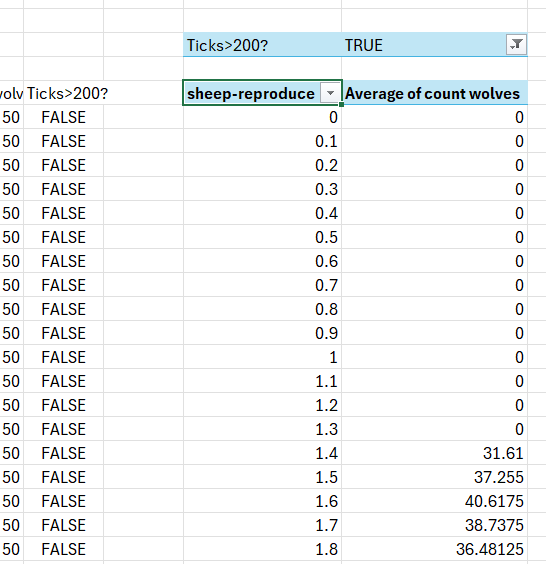 Ticks>200? TRUE
Ticks>200? sheep-reproduce Average of count wolves
50 FALSE 0 0
50 FALSE 0.1 0
50 FALSE 0.2 0
50 FALSE 0.3 0
50 FALSE 0.4 0
50 FALSE 0.5 0
50 FALSE 0.6 0
50 FALSE 0.7 0
50 FALSE 0.8 0
50 FALSE 0.9 0
50 FALSE 1 0
50 FALSE 1.1 0
50 FALSE 1.2 0
50 FALSE 1.3 0
50 FALSE 1.4 31.61
50 FALSE 1.5 37.255
50 FALSE 1.6 40.6175
50 FALSE 1.7 38.7375
50 FALSE 1.8 36.48125